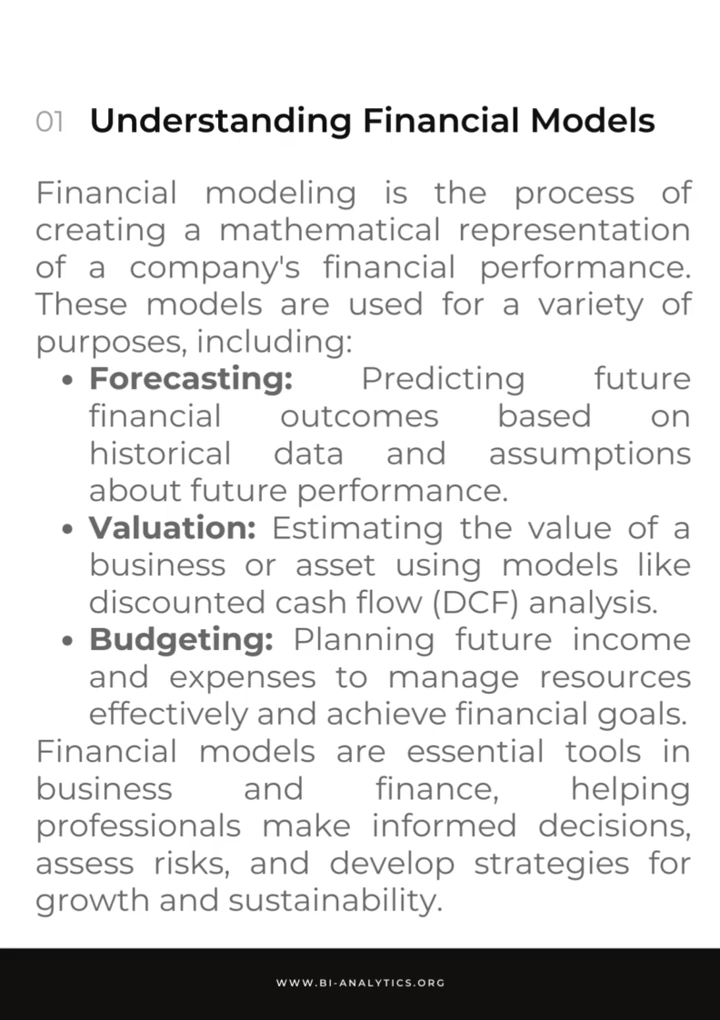 01 Understanding Financial Models
Financial modeling is the process of
creating a mathematical representation
of a company's financial performance.
These models are used for a variety of
purposes, including:
• Forecasting: Predicting future
financial outcomes based on
historical data and assumptions
about future performance.
• Valuation: Estimating the value of a
business or asset using models like
discounted cash flow (DCF) analysis.
• Budgeting: Planning future income
and expenses to manage resources
effectively and achieve financial goals.
Financial models are essential tools in
business and finance, helping
professionals make informed decisions,
assess risks, and develop strategies for
growth and sustainability.
WWW.BI-ANALYTICS.ORG